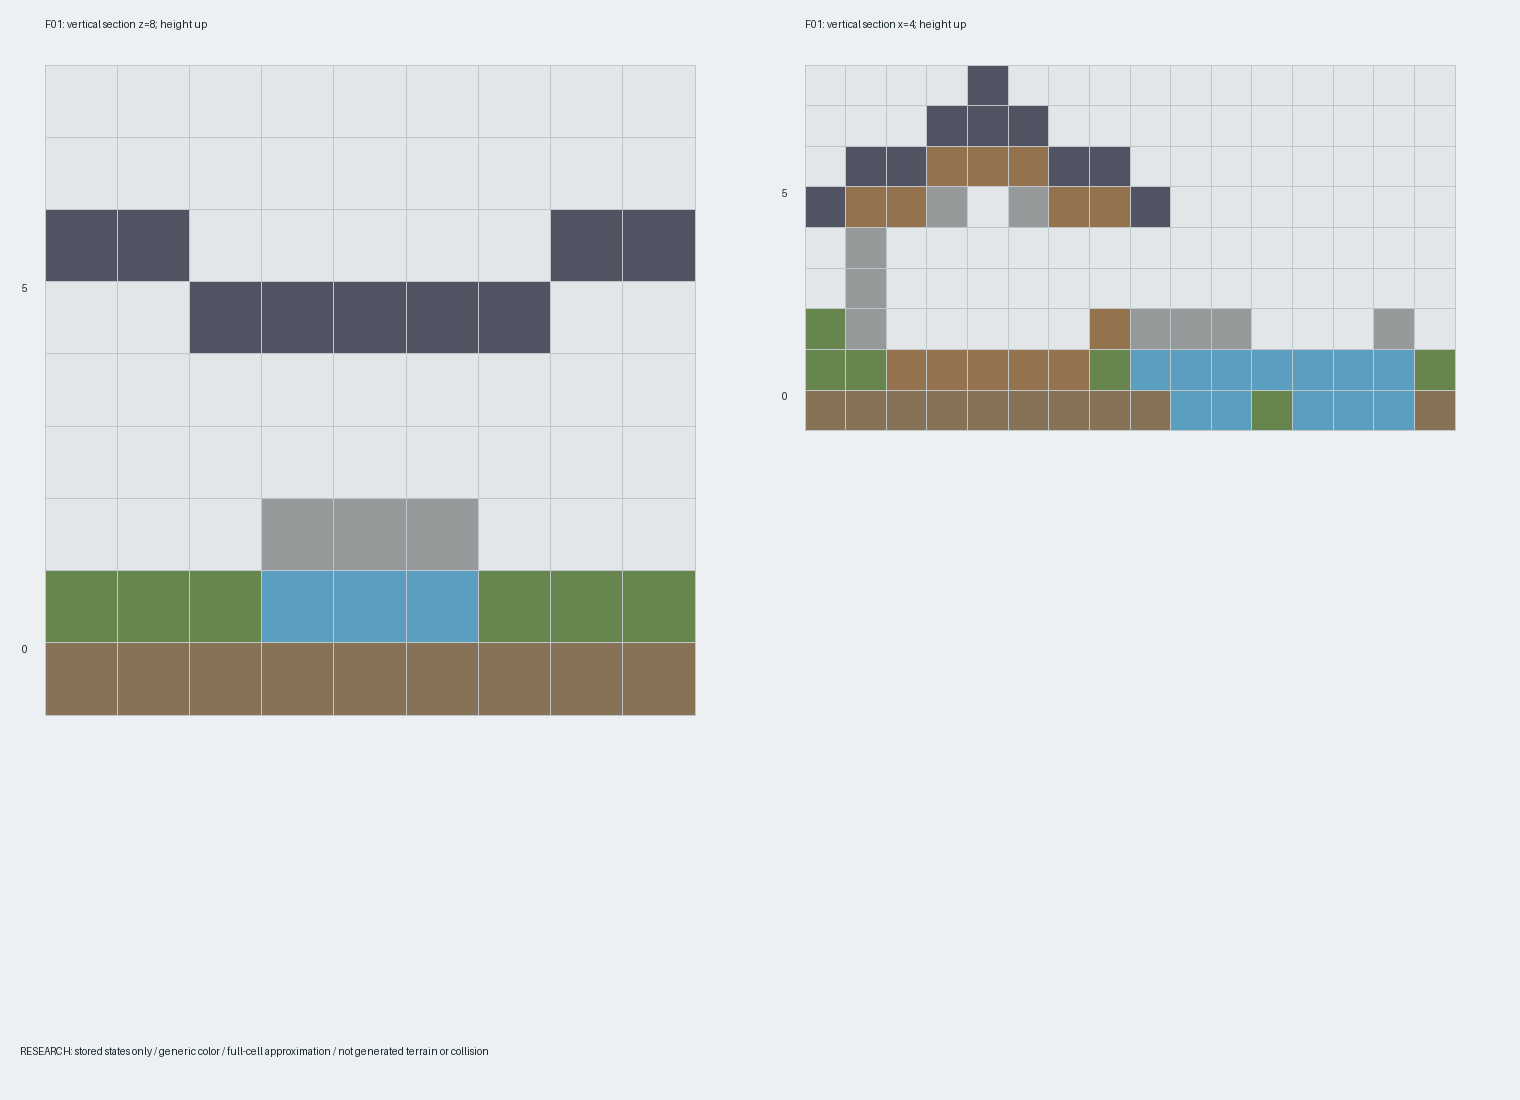 F01: vertical section z=8; height up
F01: vertical section x=4; height up
5
0
5
0
RESEARCH: stored states only / generic color / full-cell approximation / not generated terrain or collision